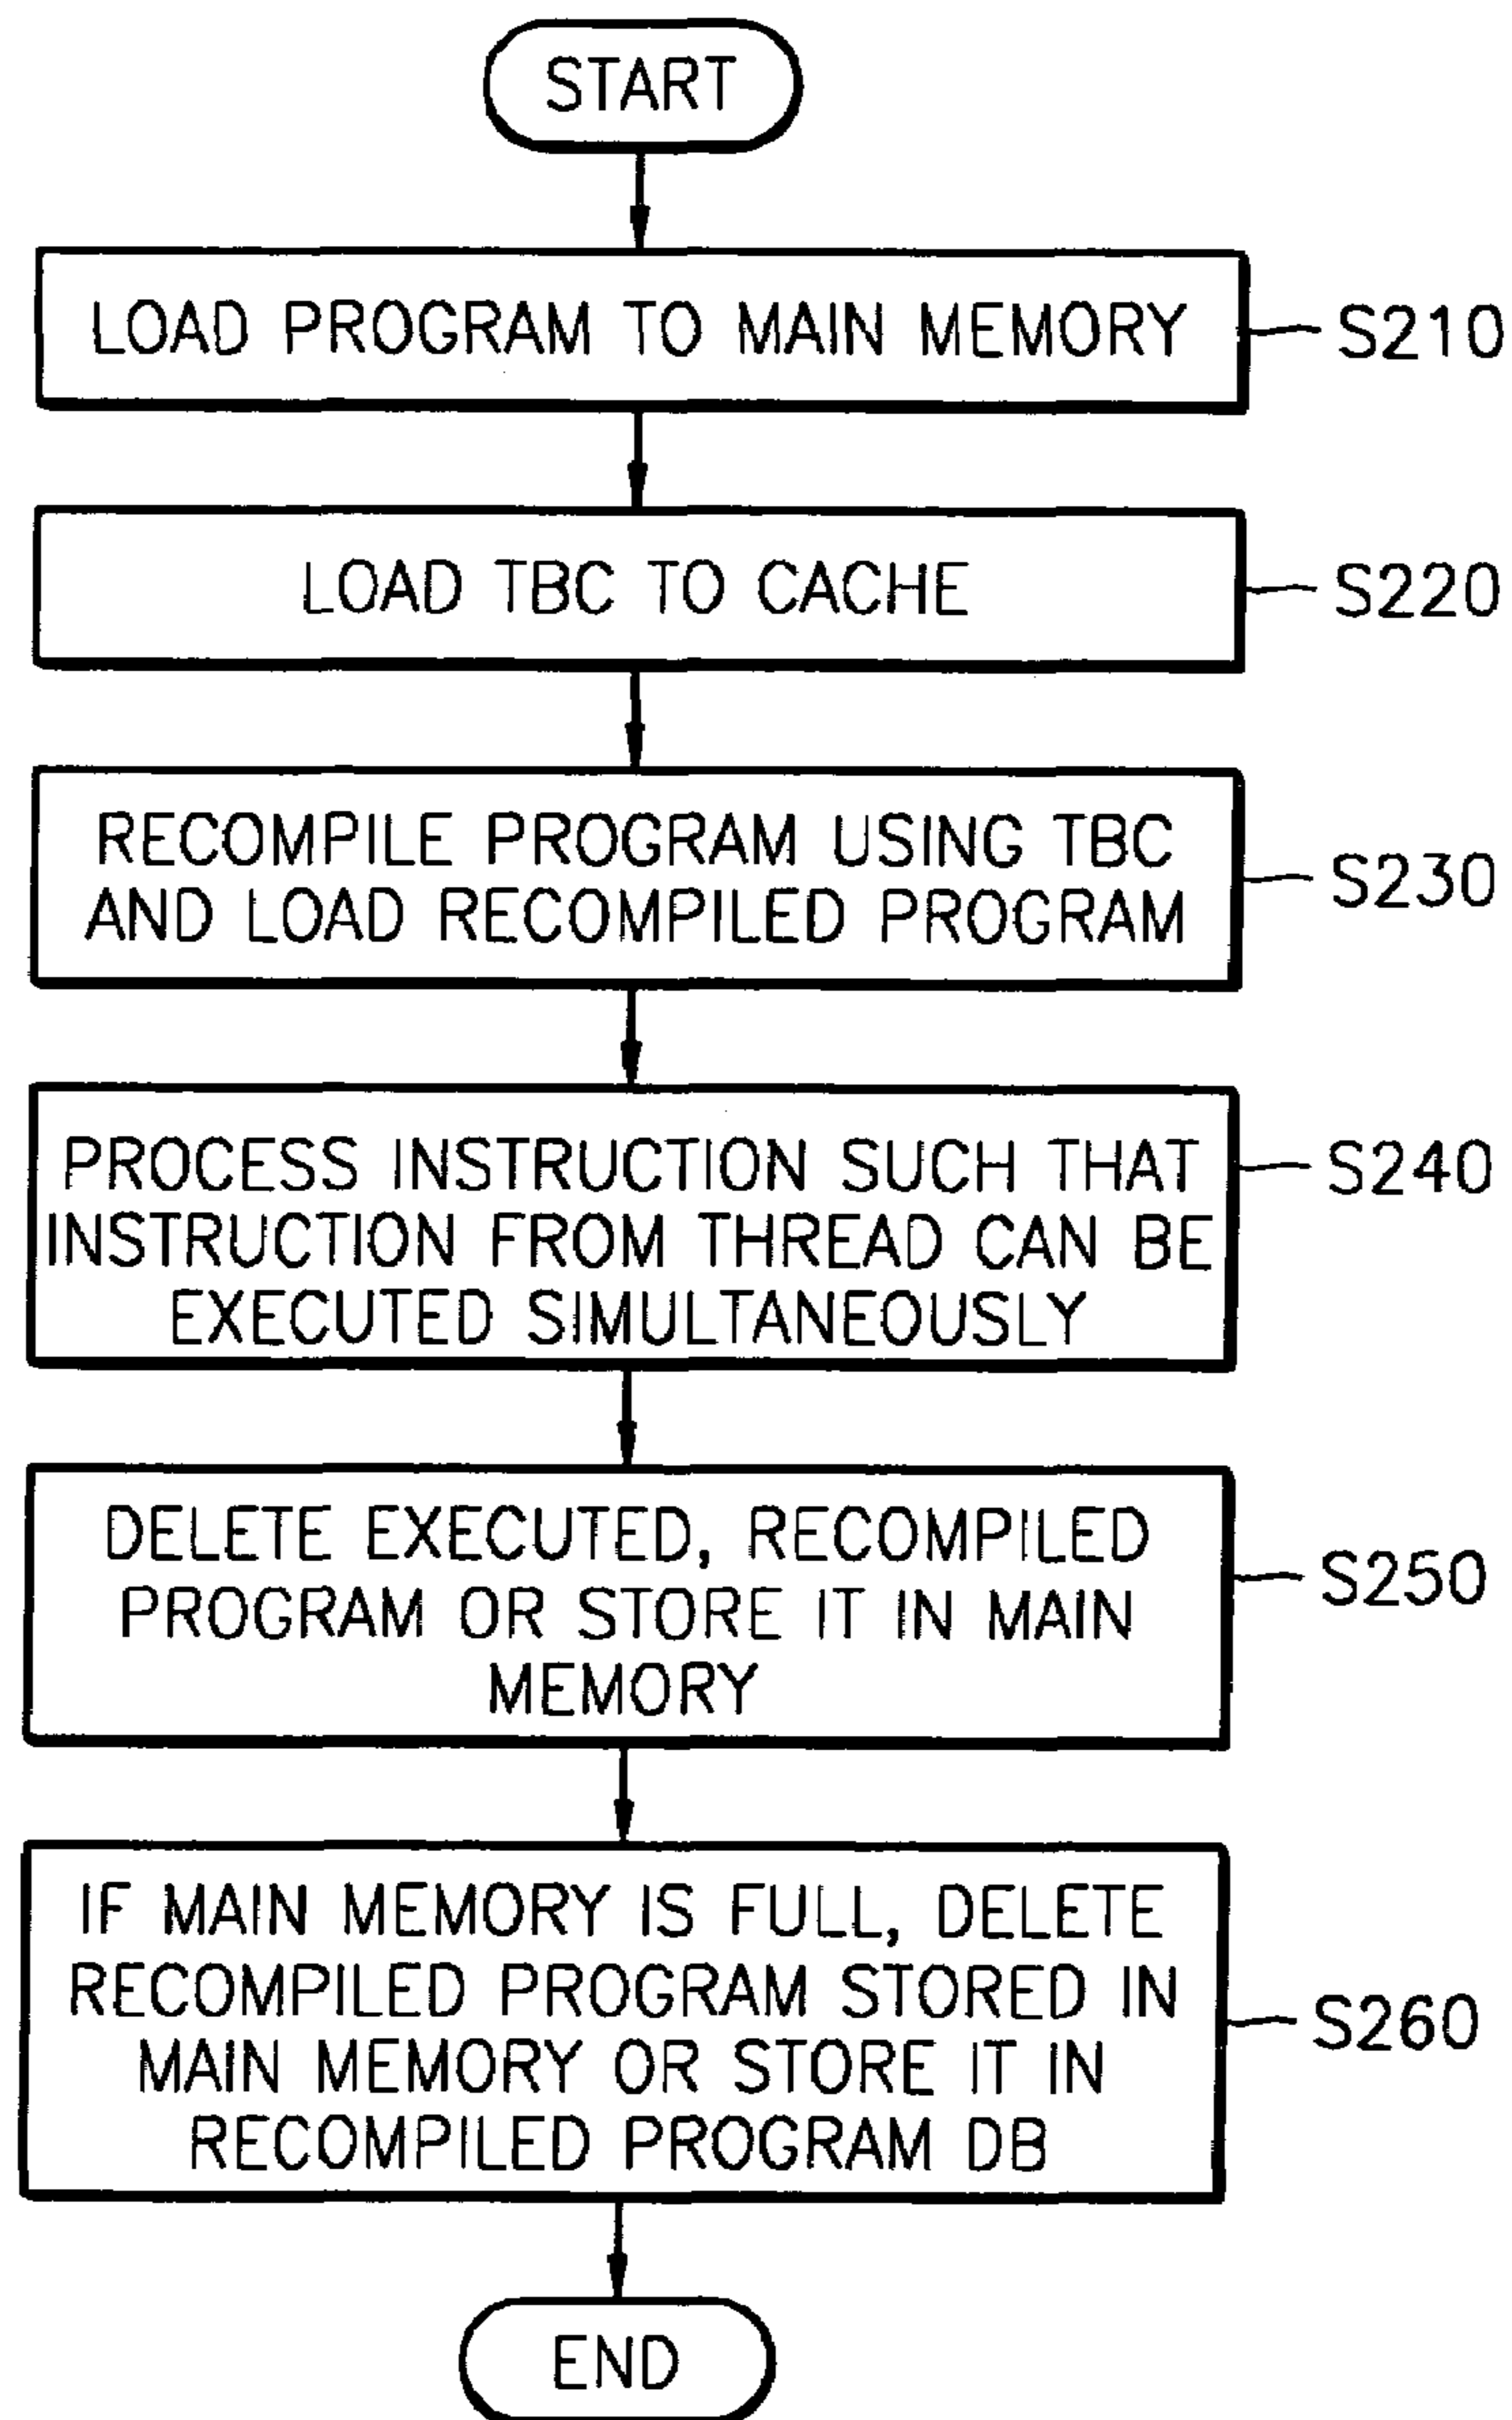 START
LOAD PROGRAM TO MAIN MEMORY
S210
LOAD TBC TO CACHE
S220
RECOMPILE PROGRAM USING TBC
AND LOAD RECOMPILED PROGRAM
S230
PROCESS INSTRUCTION SUCH THAT
INSTRUCTION FROM THREAD CAN BE
EXECUTED SIMULTANEOUSLY
S240
DELETE EXECUTED, RECOMPILED
PROGRAM OR STORE IT IN MAIN
MEMORY
S250
IF MAIN MEMORY IS FULL, DELETE
RECOMPILED PROGRAM STORED IN
MAIN MEMORY OR STORE IT IN
RECOMPILED PROGRAM DB
S260
END